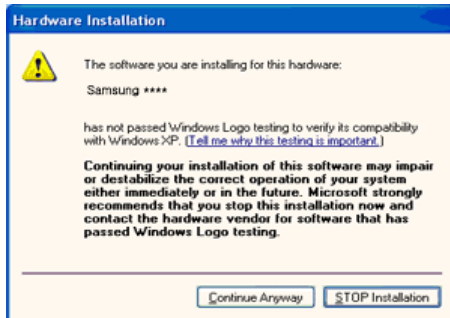 Hardware Installation
The software you are installing for this hardware:
Samsung ****
has not passed Windows Logo testing to verify its compatibility
with Windows XP. (Tell me why this testing is important.)
Continuing your installation of this software may impair
or destabilize the correct operation of your system
either immediately or in the future. Microsoft strongly
recommends that you stop this installation now and
contact the hardware vendor for software that has
passed Windows Logo testing.
Continue Anyway
STOP Installation